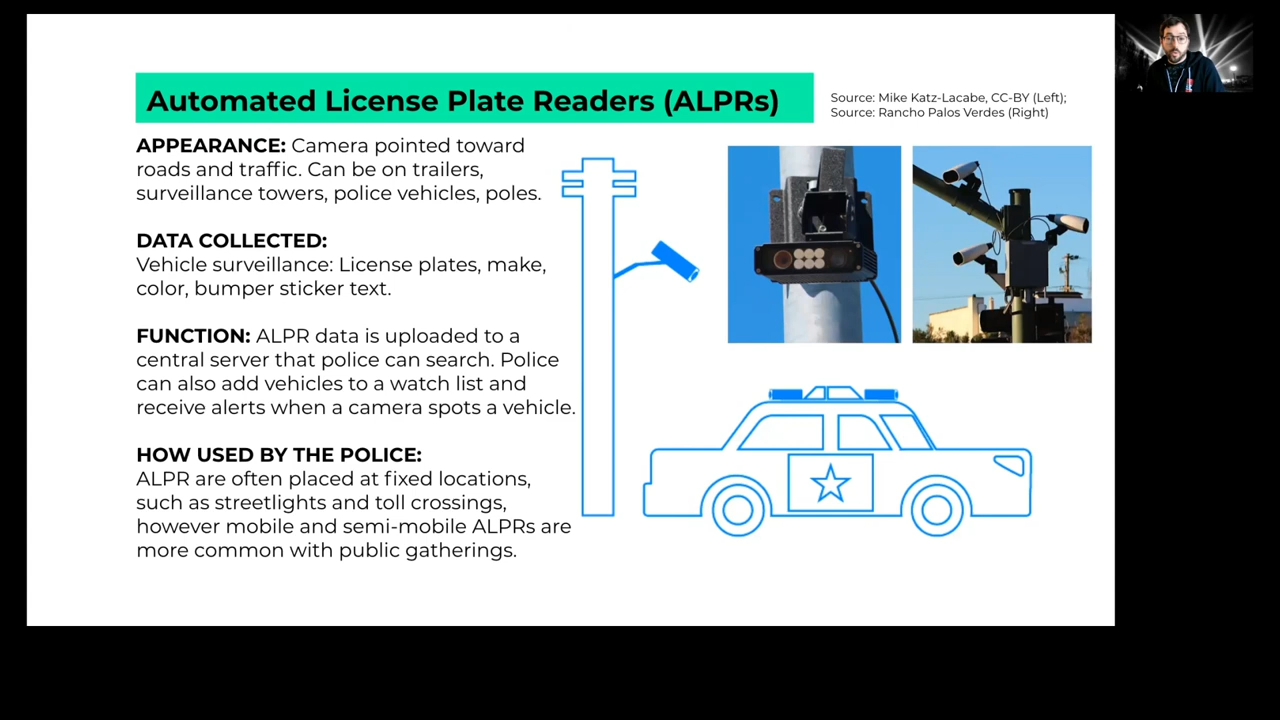 Automated License Plate Readers (ALPRs)
Source: Mike Katz-Lacabe, CC-BY (Left);
Source: Rancho Palos Verdes (Right)
APPEARANCE: Camera pointed toward
roads and traffic. Can be on trailers,
surveillance towers, police vehicles, poles.
DATA COLLECTED:
Vehicle surveillance: License plates, make,
color, bumper sticker text.
FUNCTION: ALPR data is uploaded to a
central server that police can search. Police
can also add vehicles to a watch list and
receive alerts when a camera spots a vehicle.
HOW USED BY THE POLICE:
ALPR are often placed at fixed locations,
such as streetlights and toll crossings,
however mobile and semi-mobile ALPRs are
more common with public gatherings.